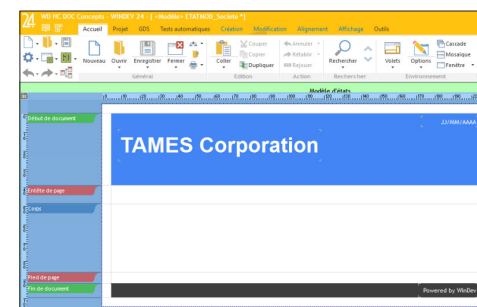 WD HC DOC Concepts - WINDEV 24 - [ -Modèle- ETATMOD_Societe *]
24
Accueil Projet GDS Tests automatiques Création Modification Alignement Affichage Outils
Nouveau Ouvrir Enregistrer Fermer Coller Couper Copier Dupliquer Annuler Rétablir Rejouer Rechercher Volets Options Cascade Mosaïque Fenêtre
Général Edition Action Rechercher Environnement
Modèle d'états
Début de document
JJ/MM/AAAA
TAMES Corporation
Entête de page
Corps
Pied de page
Fin de document
Powered by WinDev